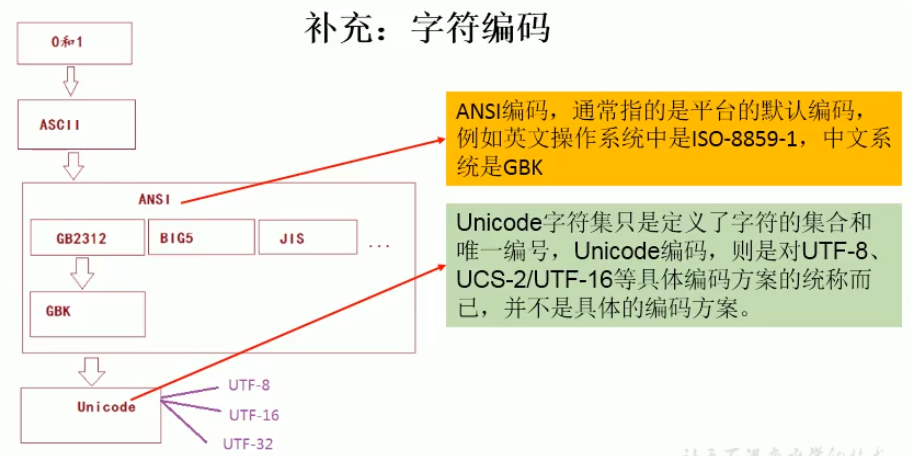 补充：字符编码
0和1
ASCII
ANSI编码，通常指的是平台的默认编码，
例如英文操作系统中是ISO-8859-1，中文系
统是GBK
ANSI
GB2312
BIG5
JIS
...
GBK
Unicode字符集只是定义了字符的集合和
唯一编号，Unicode编码，则是对UTF-8、
UCS-2/UTF-16等具体编码方案的统称而
已，并不是具体的编码方案。
Unicode
UTF-8
UTF-16
UTF-32